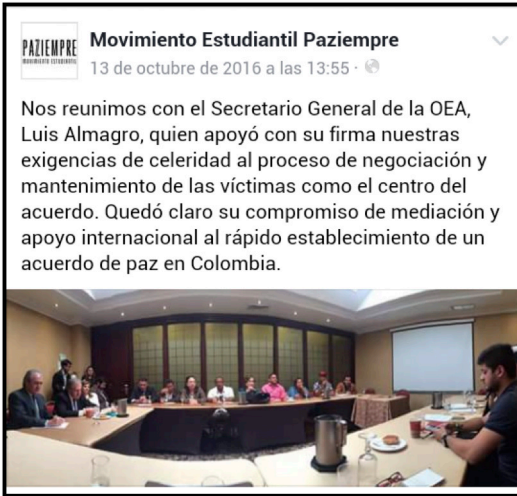 PAZIEMPRE
MOVIMIENTO ESTUDIANTIL
Movimiento Estudiantil Paziempre
13 de octubre de 2016 a las 13:55 ·
Nos reunimos con el Secretario General de la OEA,
Luis Almagro, quien apoyó con su firma nuestras
exigencias de celeridad al proceso de negociación y
mantenimiento de las víctimas como el centro del
acuerdo. Quedó claro su compromiso de mediación y
apoyo internacional al rápido establecimiento de un
acuerdo de paz en Colombia.